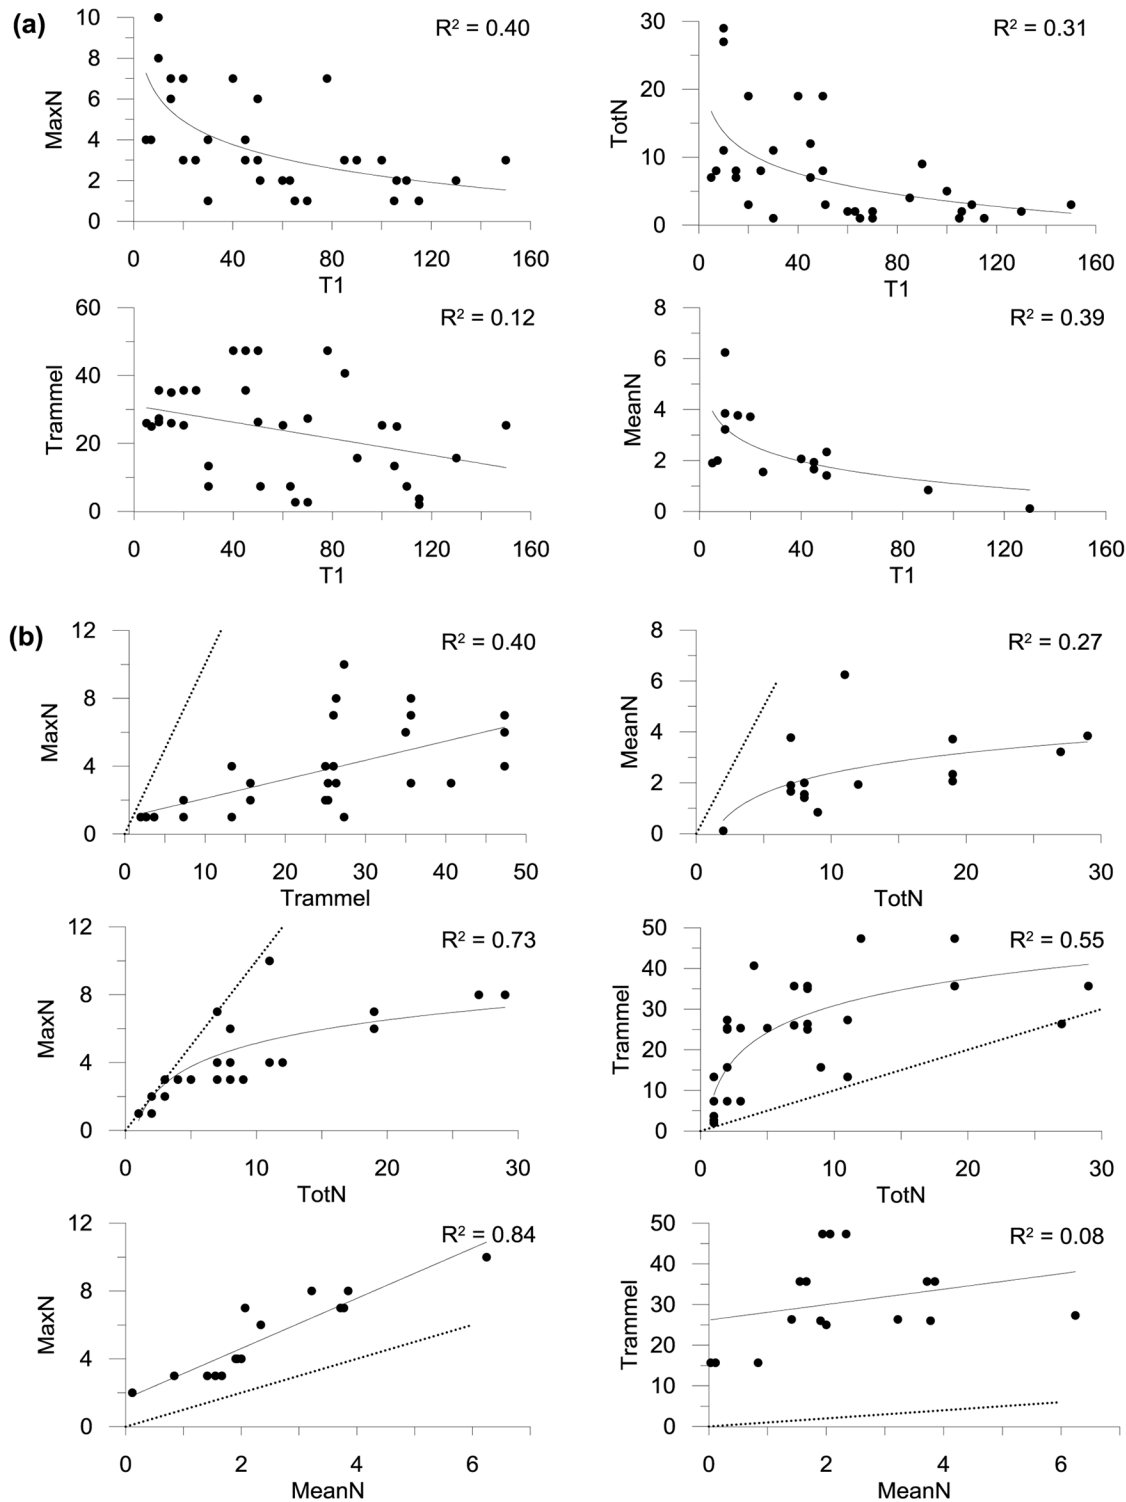 (a)
R² = 0.40
MaxN
10
8
6
4
2
0
0 40 80 120 160
T1
R² = 0.31
TotN
30
20
10
0
0 40 80 120 160
T1
R² = 0.12
Trammel
60
40
20
0
0 40 80 120 160
T1
R² = 0.39
MeanN
8
6
4
2
0
0 40 80 120 160
T1
(b)
R² = 0.40
MaxN
12
8
4
0
0 10 20 30 40 50
Trammel
R² = 0.27
MeanN
8
6
4
2
0
0 10 20 30
TotN
R² = 0.73
MaxN
12
8
4
0
0 10 20 30
TotN
R² = 0.55
Trammel
50
40
30
20
10
0
0 10 20 30
TotN
R² = 0.84
MaxN
12
8
4
0
0 2 4 6
MeanN
R² = 0.08
Trammel
50
40
30
20
10
0
0 2 4 6
MeanN